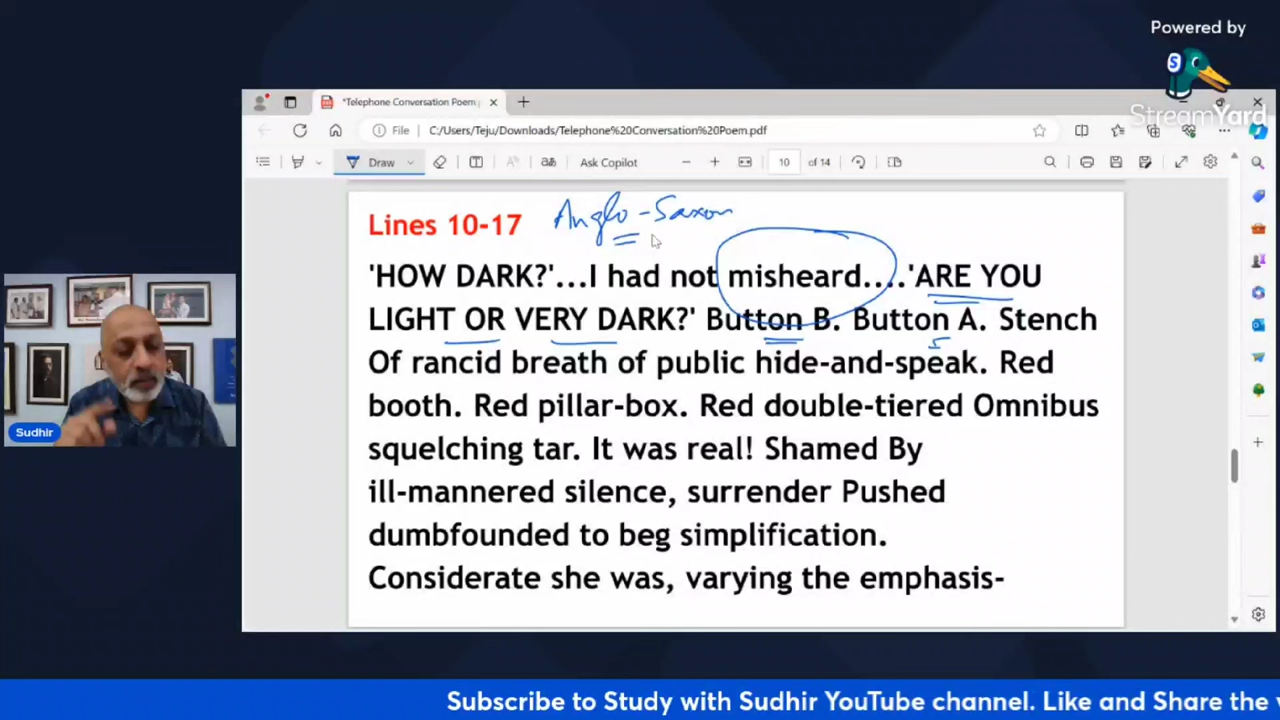 Powered by
StreamYard
*Telephone Conversation Poem.p
File
C:/Users/Teju/Downloads/Telephone%20Conversation%20Poem.pdf
Draw
Ask Copilot
10
of 14
Lines 10-17
Anglo-Saxon
'HOW DARK?'...I had not misheard....'ARE YOU
LIGHT OR VERY DARK?' Button B. Button A. Stench
Of rancid breath of public hide-and-speak. Red
booth. Red pillar-box. Red double-tiered Omnibus
squelching tar. It was real! Shamed By
ill-mannered silence, surrender Pushed
dumbfounded to beg simplification.
Considerate she was, varying the emphasis-
Sudhir
Subscribe to Study with Sudhir YouTube channel. Like and Share the